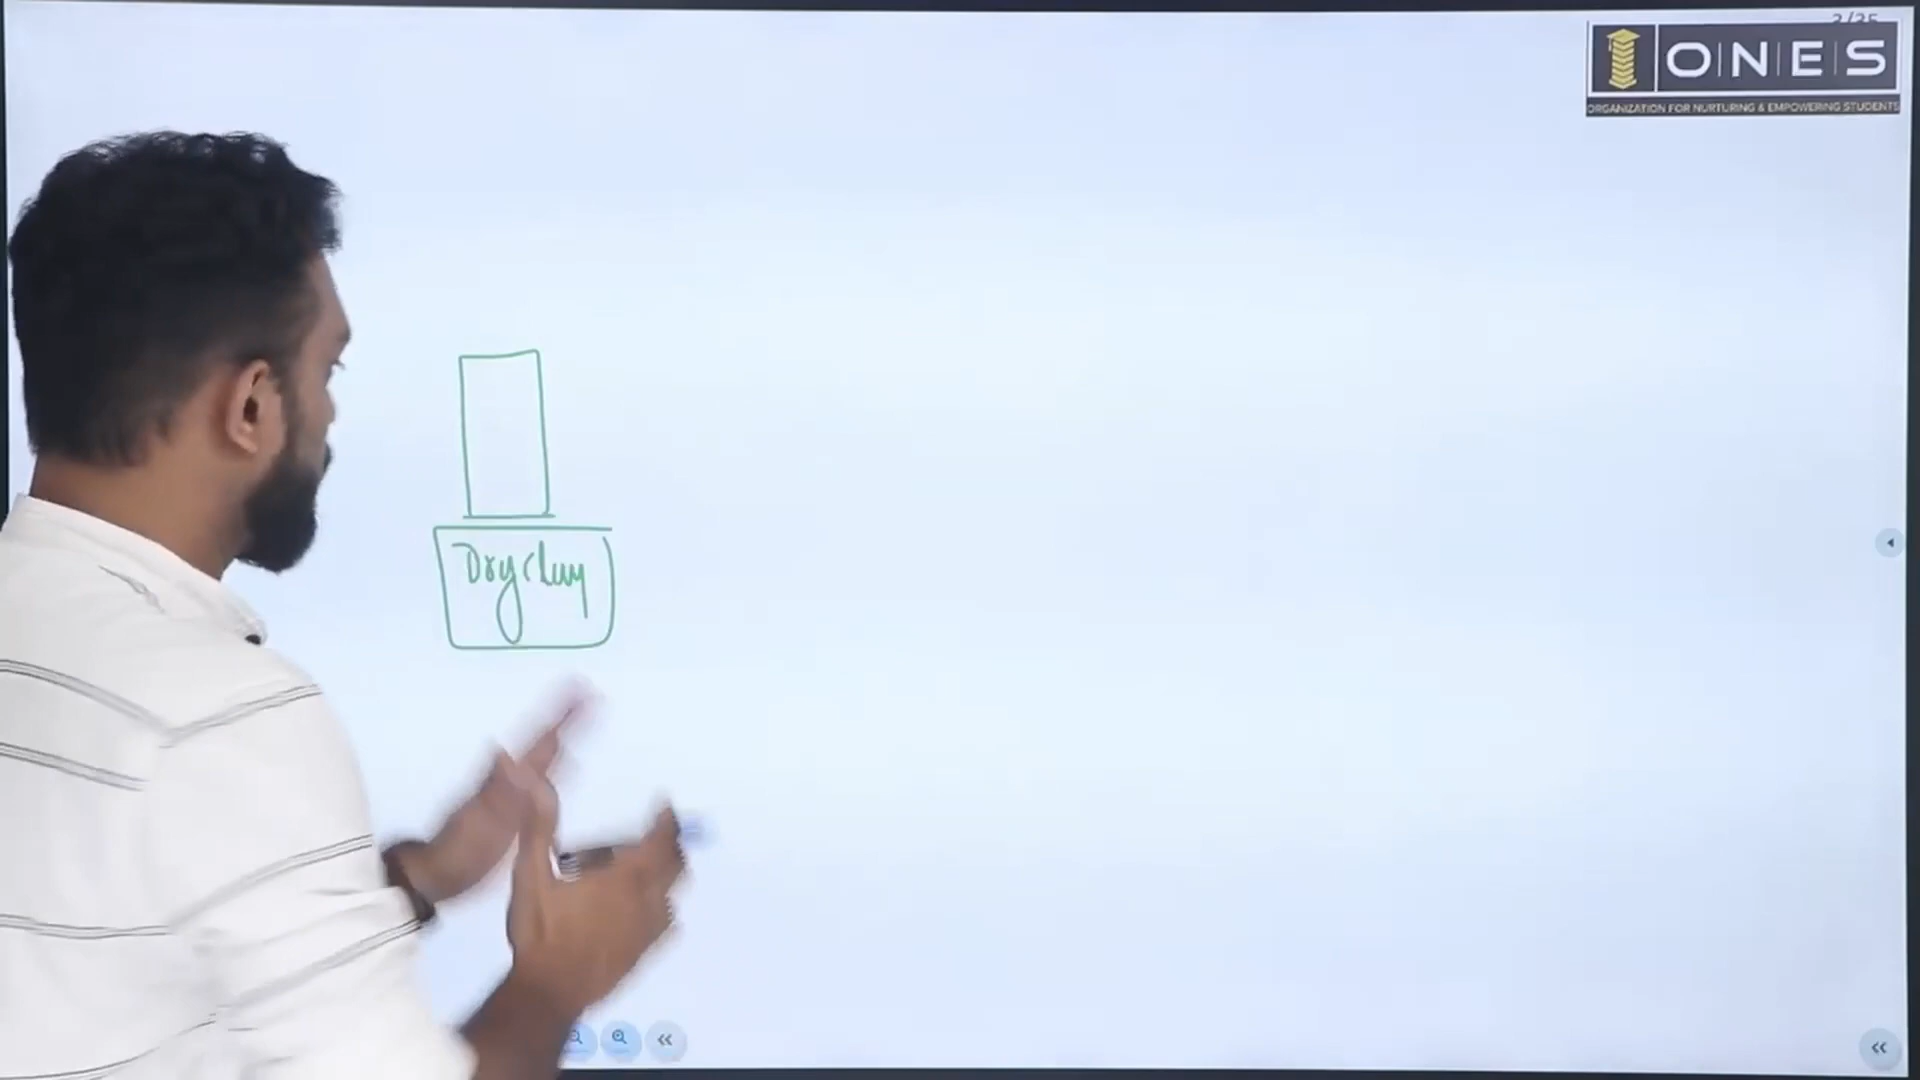 ONES
ORGANIZATION FOR NURTURING & EMPOWERING STUDENTS
Dry clay